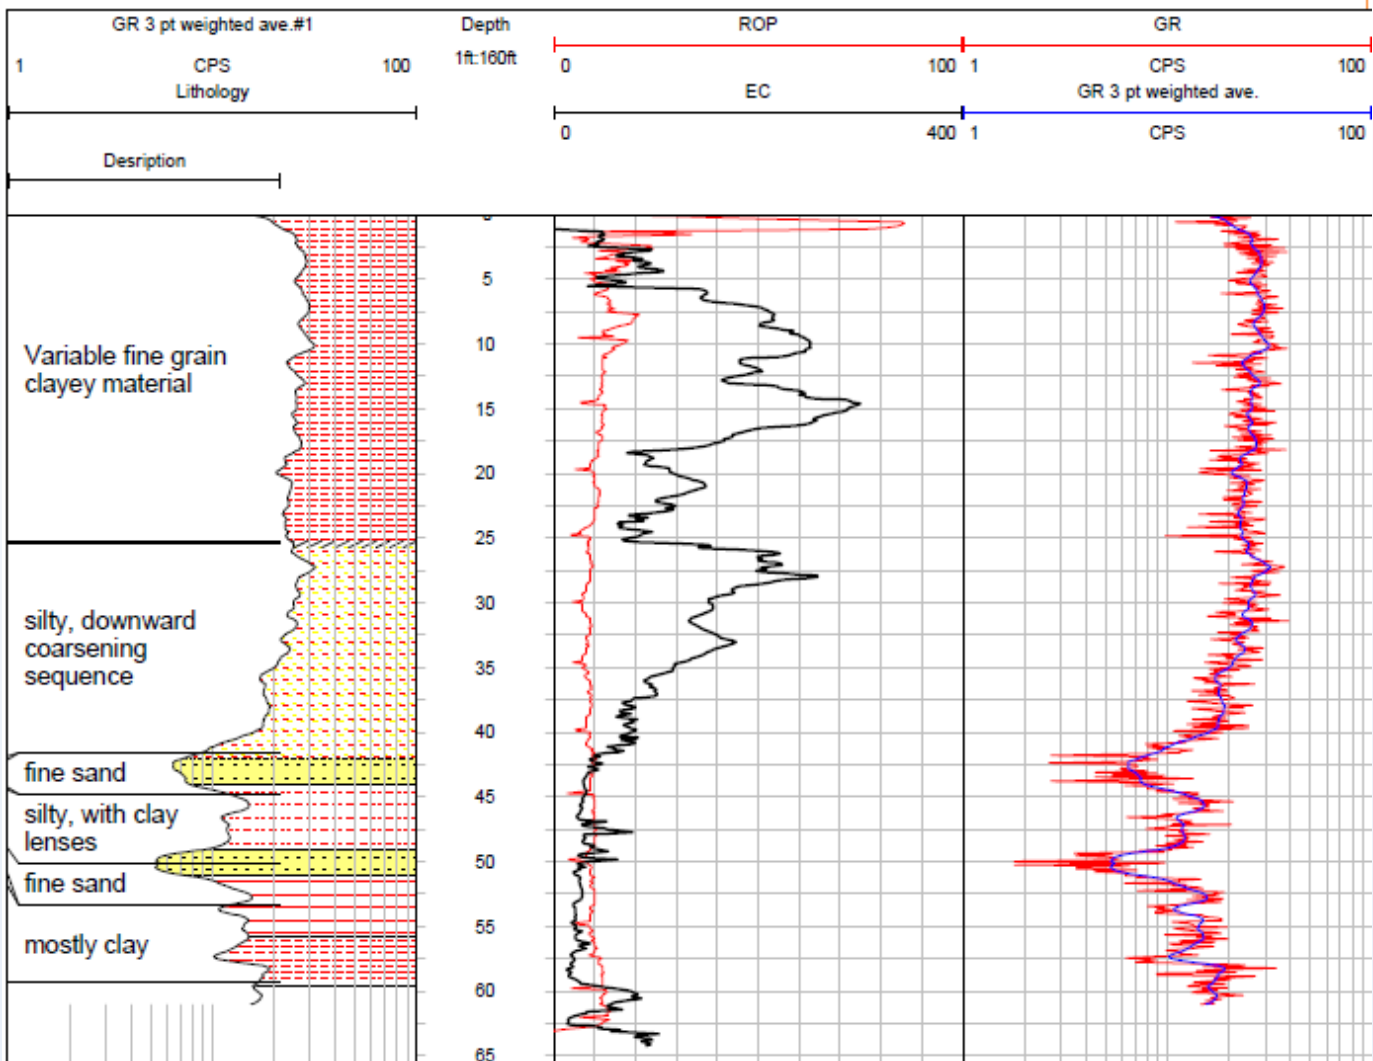 GR 3 pt weighted ave.#1
Depth
ROP
GR
1 CPS 100
1ft:160ft
0 100
1 CPS 100
Lithology
EC
GR 3 pt weighted ave.
0 400
1 CPS 100
Desription
5
10
Variable fine grain
clayey material
15
20
25
30
silty, downward
coarsening
sequence
35
40
fine sand
45
silty, with clay
lenses
50
fine sand
55
mostly clay
60
65